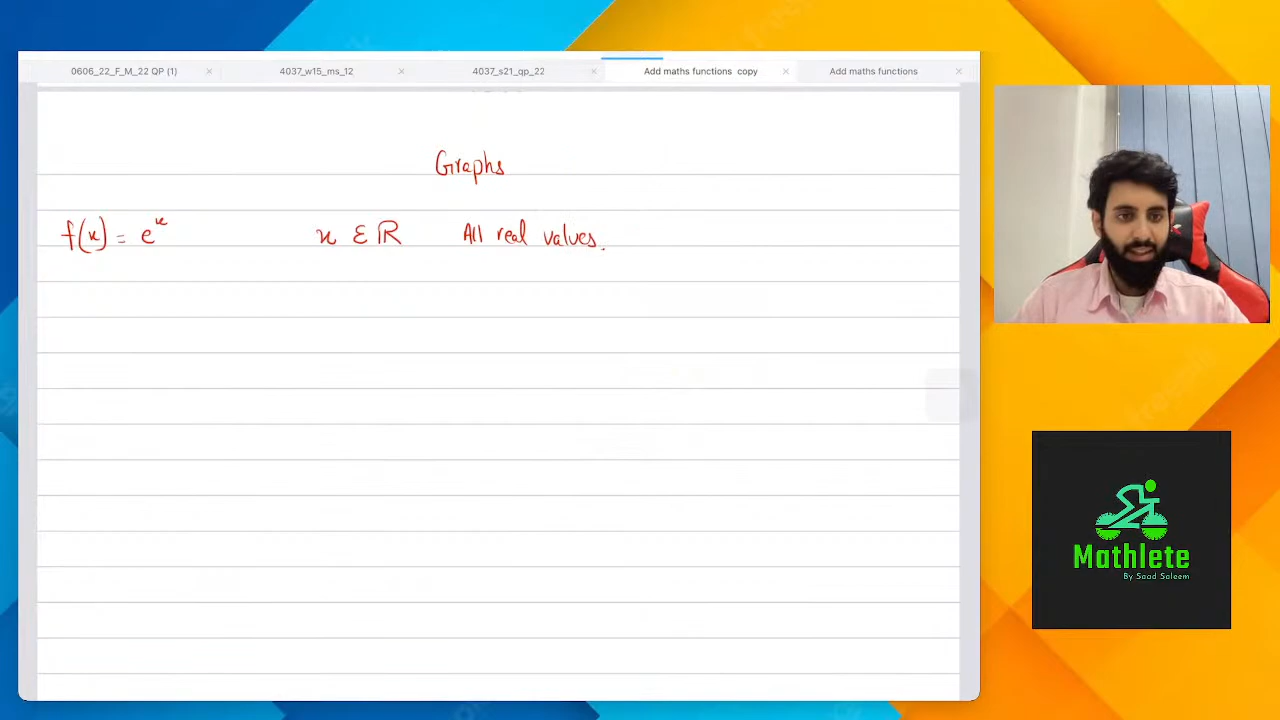 0606_22_F_M_22 QP (1)
4037_w15_ms_12
4037_s21_qp_22
Add maths functions copy
Add maths functions
Graphs
f(x) = eˣ x ε ℝ All real values.
Mathlete
By Saad Saleem